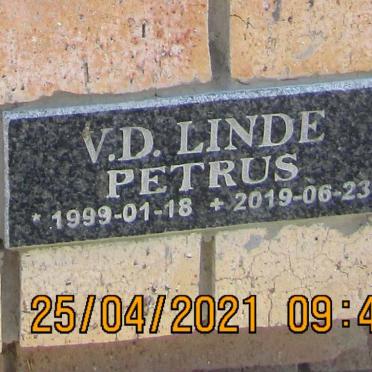 V.D. LINDE
PETRUS
* 1999-01-18 + 2019-06-23
25/04/2021 09:4